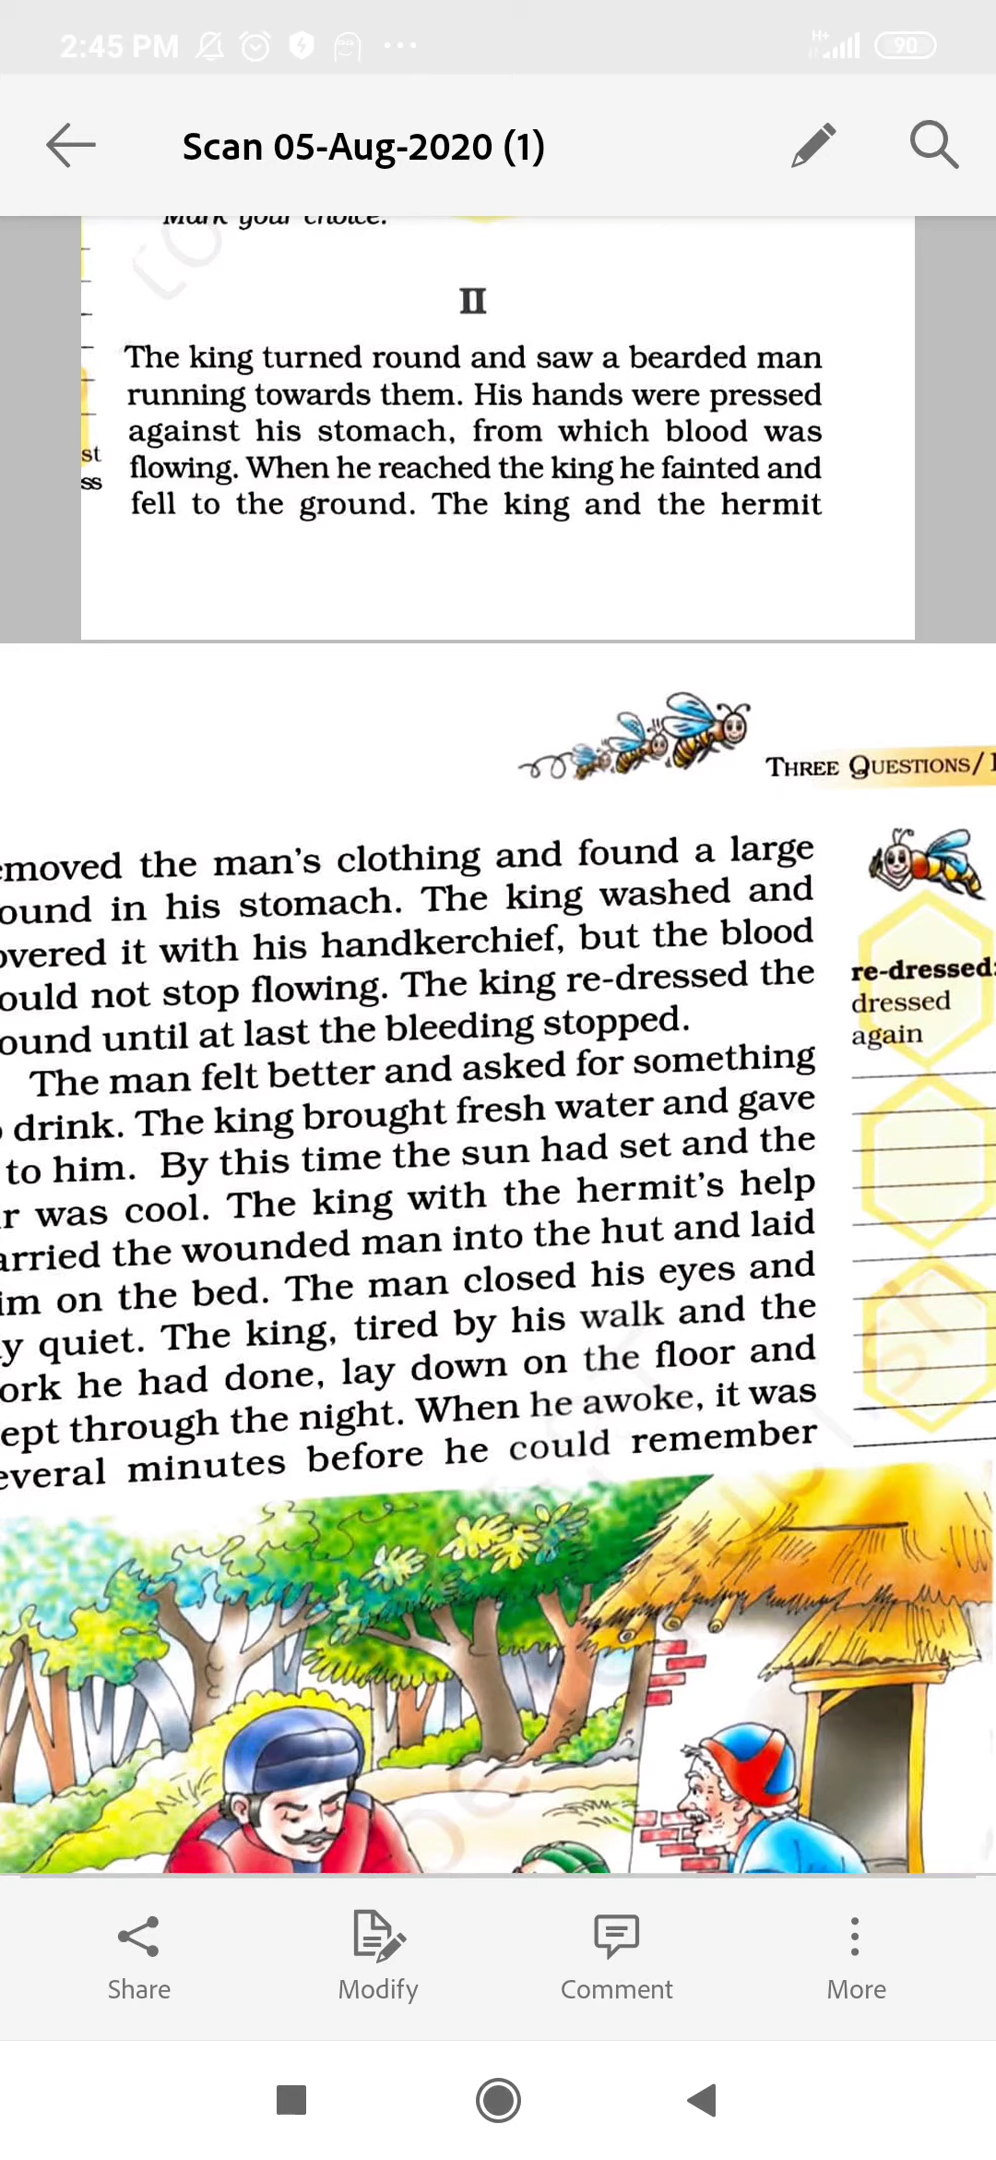 2:45 PM
H+
90
Scan 05-Aug-2020 (1)
Mark your choice.
II
The king turned round and saw a bearded man
running towards them. His hands were pressed
against his stomach, from which blood was
flowing. When he reached the king he fainted and
fell to the ground. The king and the hermit
st
ss
THREE QUESTIONS/
emoved the man's clothing and found a large
ound in his stomach. The king washed and
overed it with his handkerchief, but the blood
ould not stop flowing. The king re-dressed the
ound until at last the bleeding stopped.
The man felt better and asked for something
drink. The king brought fresh water and gave
to him. By this time the sun had set and the
r was cool. The king with the hermit's help
arried the wounded man into the hut and laid
im on the bed. The man closed his eyes and
y quiet. The king, tired by his walk and the
ork he had done, lay down on the floor and
ept through the night. When he awoke, it was
everal minutes before he could remember
re-dressed:
dressed
again
Share
Modify
Comment
More